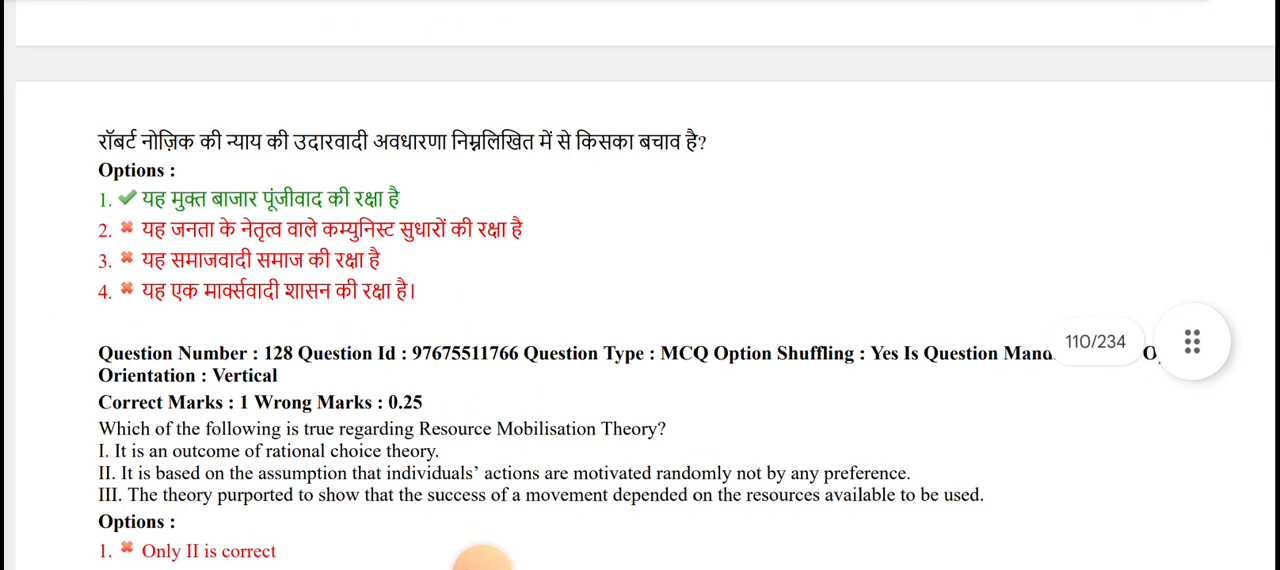 रॉबर्ट नोज़िक की न्याय की उदारवादी अवधारणा निम्नलिखित में से किसका बचाव है?
Options :
1. यह मुक्त बाजार पूंजीवाद की रक्षा है
2. यह जनता के नेतृत्व वाले कम्युनिस्ट सुधारों की रक्षा है
3. यह समाजवादी समाज की रक्षा है
4. यह एक मार्क्सवादी शासन की रक्षा है।
Question Number : 128 Question Id : 97675511766 Question Type : MCQ Option Shuffling : Yes Is Question
110/234
Orientation : Vertical
Correct Marks : 1 Wrong Marks : 0.25
Which of the following is true regarding Resource Mobilisation Theory?
I. It is an outcome of rational choice theory.
II. It is based on the assumption that individuals’ actions are motivated randomly not by any preference.
III. The theory purported to show that the success of a movement depended on the resources available to be used.
Options :
1. Only II is correct